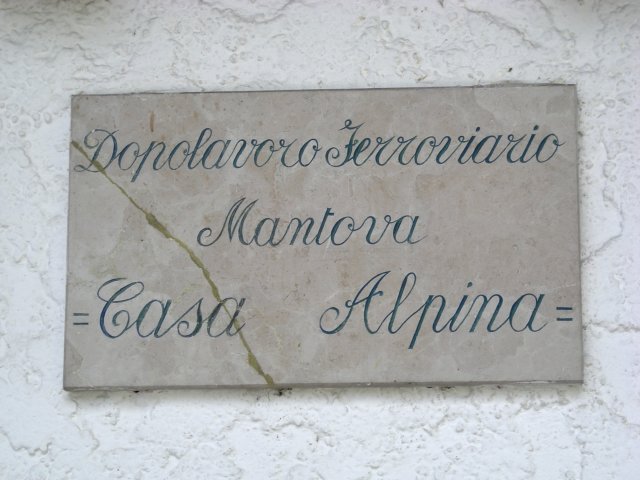 Dopolavoro Ferroviario
Mantova
=Casa Alpina=